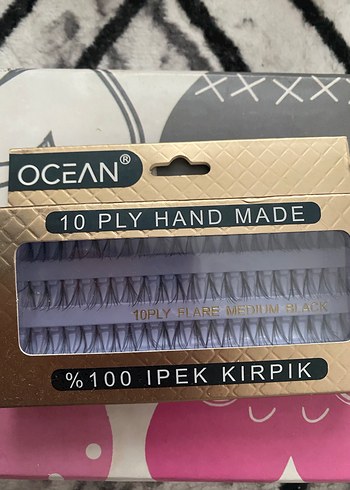 OCEAN®
10 PLY HAND MADE
10PLY FLARE MEDIUM BLACK
%100 IPEK KIRPIK